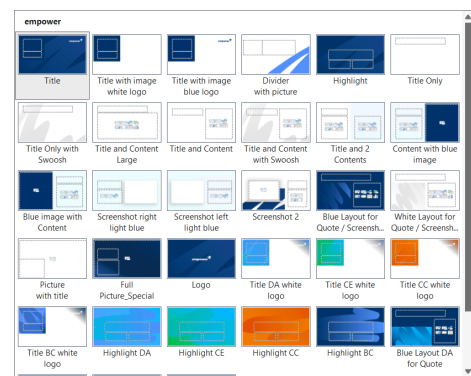 empower
Title
Title with image
white logo
Title with image
blue logo
Divider
with picture
Highlight
Title Only
Title Only with
Swoosh
Title and Content
Large
Title and Content
Title and Content
with Swoosh
Title and 2
Contents
Content with blue
image
Blue image with
Content
Screenshot right
light blue
Screenshot left
light blue
Screenshot 2
Blue Layout for
Quote / Screensh...
White Layout for
Quote / Screensh...
Picture
with title
Full
Picture_Special
Logo
Title DA white
logo
Title CE white
logo
Title CC white
logo
Title BC white
logo
Highlight DA
Highlight CE
Highlight CC
Highlight BC
Blue Layout DA
for Quote